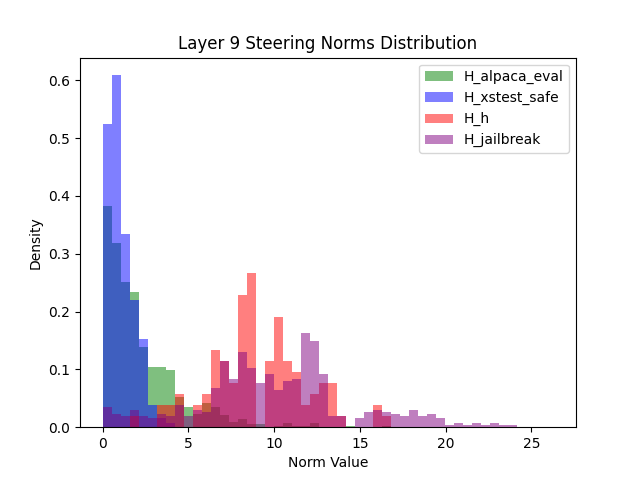 Layer 9 Steering Norms Distribution
H_alpaca_eval
H_xstest_safe
H_h
H_jailbreak
0.6
0.5
0.4
0.3
0.2
0.1
0.0
Density
0 5 10 15 20 25
Norm Value